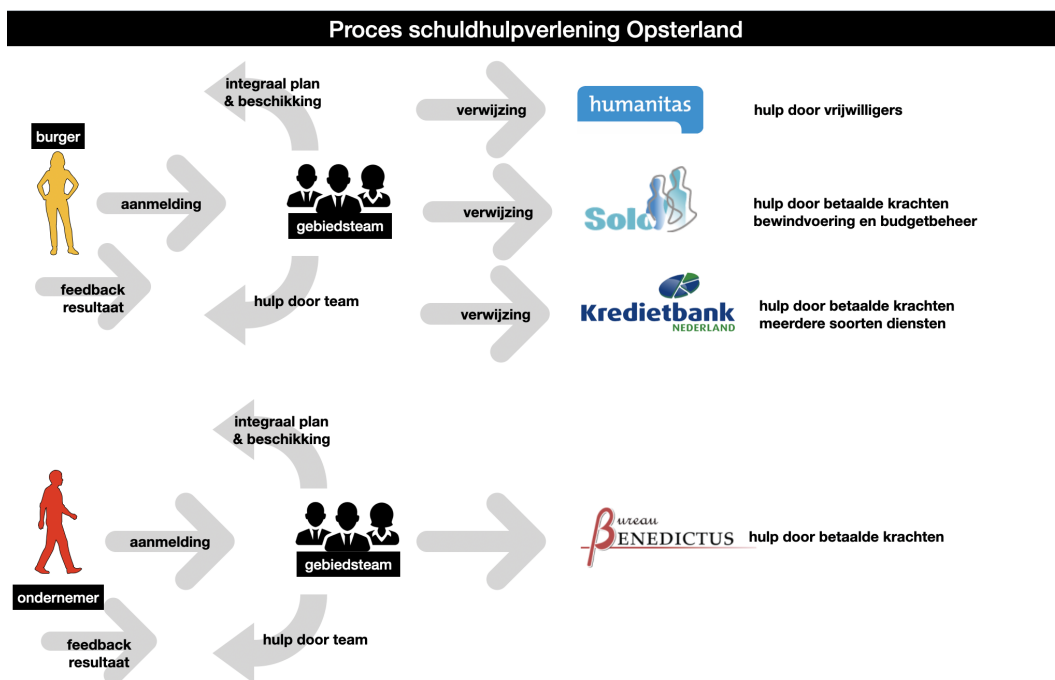 Proces schuldhulpverlening Opsterland
integraal plan
& beschikking
verwijzing
humanitas
hulp door vrijwilligers
burger
aanmelding
gebiedsteam
verwijzing
Solo
hulp door betaalde krachten
bewindvoering en budgetbeheer
feedback
resultaat
hulp door team
verwijzing
Kredietbank
NEDERLAND
hulp door betaalde krachten
meerdere soorten diensten
integraal plan
& beschikking
aanmelding
gebiedsteam
Bureau
BENEDICTUS
hulp door betaalde krachten
ondernemer
feedback
resultaat
hulp door team